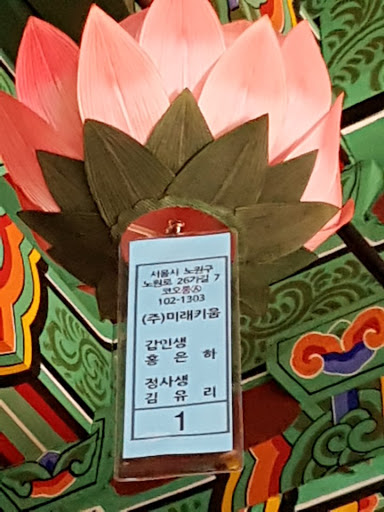 서울시 노원구
노원로 26가길 7
코오롱Ⓐ
102-1303
(주)미래키움
갑인생
홍 은 하
정사생
김 유 리
1